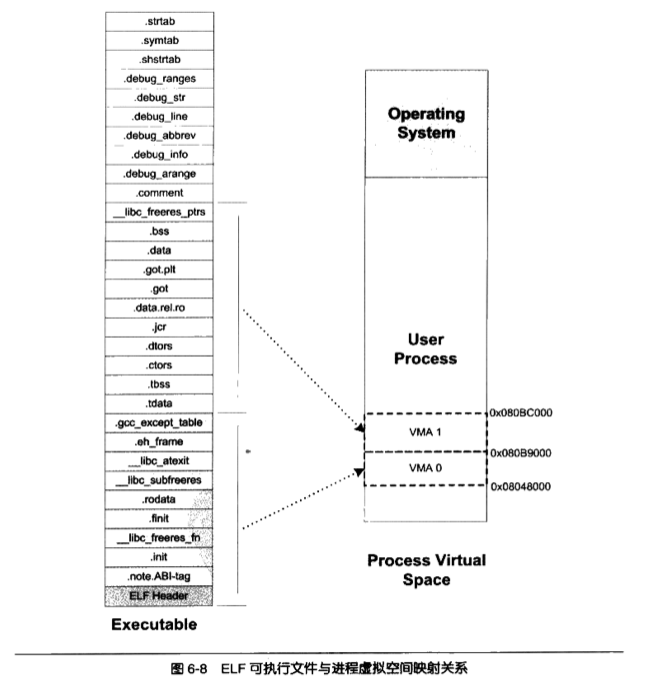 .strtab
.symtab
.shstrtab
.debug_ranges
.debug_str
.debug_line
.debug_abbrev
.debug_info
.debug_arange
.comment
__libc_freeres_ptrs
.bss
.data
.got.plt
.got
.data.rel.ro
.jcr
.dtors
.ctors
.tbss
.tdata
.gcc_except_table
.eh_frame
__libc_atexit
__libc_subfreeres
.rodata
.finit
__libc_freeres_fn
.init
.note.ABI-tag
ELF Header
Executable
Operating
System
User
Process
0x080BC000
VMA 1
0x080B9000
VMA 0
0x08048000
Process Virtual
Space
图 6-8 ELF 可执行文件与进程虚拟空间映射关系